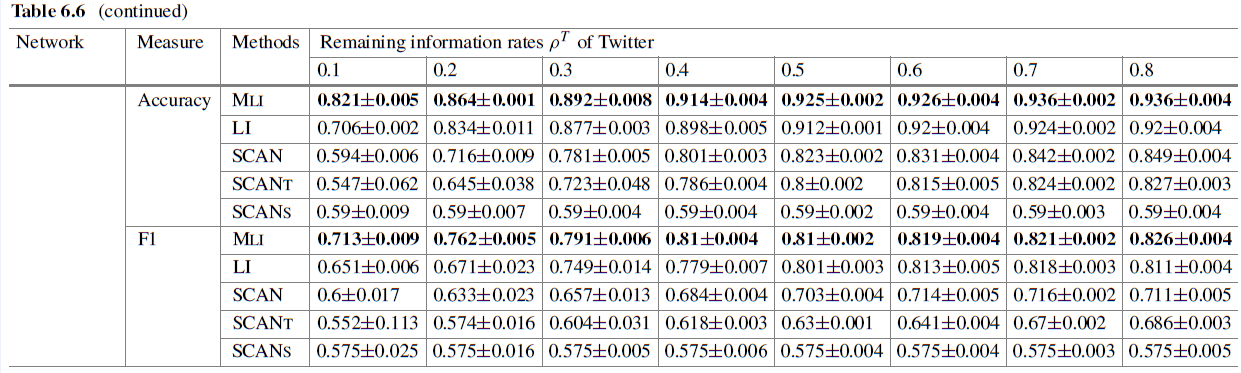 Table 6.6 (continued)
Network Measure Methods Remaining information rates ρ^T of Twitter
0.1 0.2 0.3 0.4 0.5 0.6 0.7 0.8
Accuracy MLI 0.821±0.005 0.864±0.001 0.892±0.008 0.914±0.004 0.925±0.002 0.926±0.004 0.936±0.002 0.936±0.004
LI 0.706±0.002 0.834±0.011 0.877±0.003 0.898±0.005 0.912±0.001 0.92±0.004 0.924±0.002 0.92±0.004
SCAN 0.594±0.006 0.716±0.009 0.781±0.005 0.801±0.003 0.823±0.002 0.831±0.004 0.842±0.002 0.849±0.004
SCANT 0.547±0.062 0.645±0.038 0.723±0.048 0.786±0.004 0.8±0.002 0.815±0.005 0.824±0.002 0.827±0.003
SCANS 0.59±0.009 0.59±0.007 0.59±0.004 0.59±0.004 0.59±0.002 0.59±0.004 0.59±0.003 0.59±0.004
F1 MLI 0.713±0.009 0.762±0.005 0.791±0.006 0.81±0.004 0.81±0.002 0.819±0.004 0.821±0.002 0.826±0.004
LI 0.651±0.006 0.671±0.023 0.749±0.014 0.779±0.007 0.801±0.003 0.813±0.005 0.818±0.003 0.811±0.004
SCAN 0.6±0.017 0.633±0.023 0.657±0.013 0.684±0.004 0.703±0.004 0.714±0.005 0.716±0.002 0.711±0.005
SCANT 0.552±0.113 0.574±0.016 0.604±0.031 0.618±0.003 0.63±0.001 0.641±0.004 0.67±0.002 0.686±0.003
SCANS 0.575±0.025 0.575±0.016 0.575±0.005 0.575±0.006 0.575±0.004 0.575±0.004 0.575±0.003 0.575±0.005